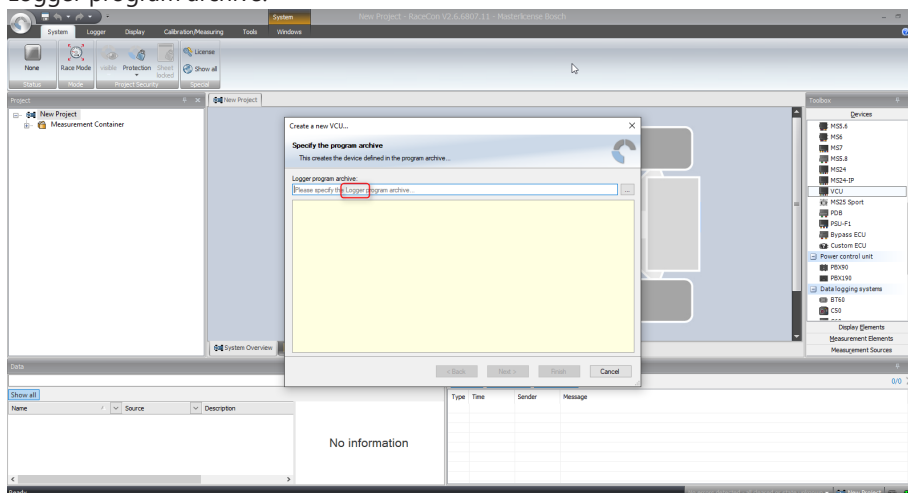 Logger program archive.
System
New Project - RaceCon V2.6.6807.11 - Masterlicense Bosch
System Logger Display Calibration/Measuring Tools Windows
None Race Mode visible Protection Sheet locked License Show all
Status Mode Project Security Special
Project
New Project
Measurement Container
New Project
System Overview
Create a new VCU...
Specify the program archive
This creates the device defined in the program archive...
Logger program archive:
Please specify the Logger program archive...
...
< Back Next > Finish Cancel
Toolbox
Devices
MS5.6
MS6
MS7
MS5.8
MS24
MS24-IP
VCU
MS25 Sport
PDB
PSU-F1
Bypass ECU
Custom ECU
Power control unit
PBX90
PBX190
Data logging systems
BT60
C50
Display Elements
Measurement Elements
Measurement Sources
Data
0/0
Show all
Name Source Description
No information
Type Time Sender Message
Ready
New Project